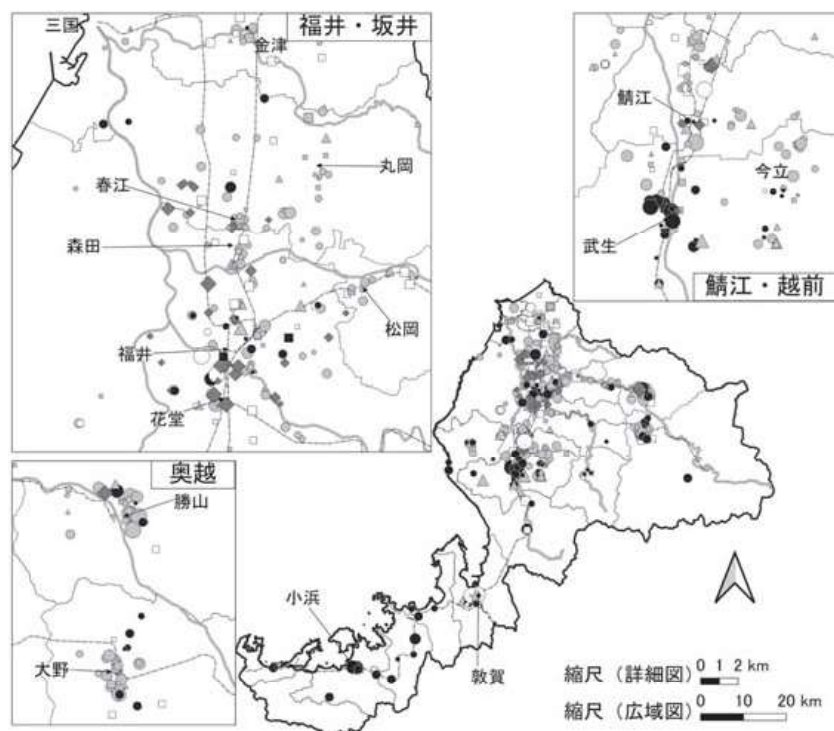 三国
金津
福井・坂井
丸岡
春江
森田
松岡
福井
花堂
鯖江
今立
武生
鯖江・越前
奥越
勝山
大野
小浜
敦賀
縮尺（詳細図） 0 1 2 km
縮尺（広域図） 0 10 20 km